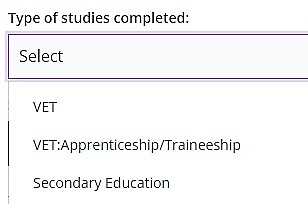 Type of studies completed:
Select
VET
VET:Apprenticeship/Traineeship
Secondary Education